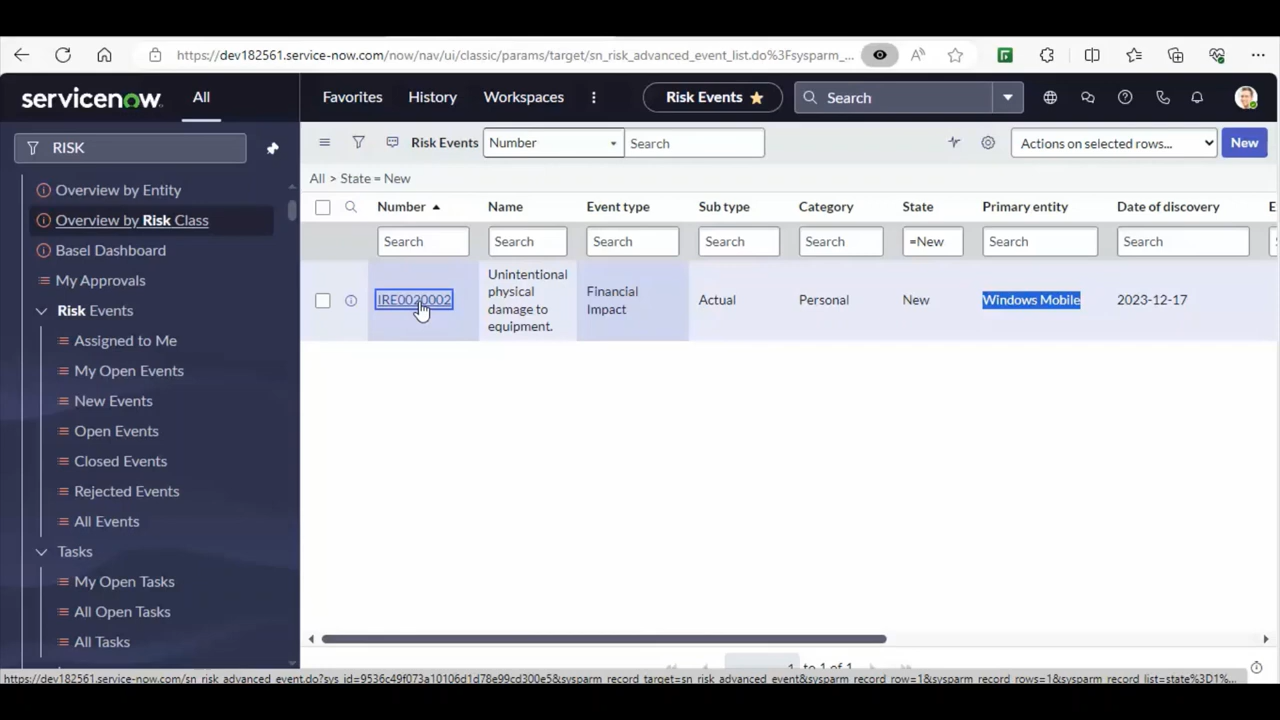 https://dev182561.service-now.com/now/nav/ui/classic/params/target/sn_risk_advanced_event_list.do%3Fsysparm_...
servicenow
All
Favorites
History
Workspaces
Risk Events
Search
RISK
Risk Events
Number
Search
Actions on selected rows...
New
All > State = New
Overview by Entity
Overview by Risk Class
Basel Dashboard
My Approvals
Risk Events
Assigned to Me
My Open Events
New Events
Open Events
Closed Events
Rejected Events
All Events
Tasks
My Open Tasks
All Open Tasks
All Tasks
Number
Name
Event type
Sub type
Category
State
Primary entity
Date of discovery
E
Search
Search
Search
Search
Search
=New
Search
Search
IRE0020002
Unintentional
physical
damage to
equipment.
Financial
Impact
Actual
Personal
New
Windows Mobile
2023-12-17
1 to 1 of 1
https://dev182561.service-now.com/sn_risk_advanced_event.do?sys_id=9536c49f073a10106d1d78e99cd300e5&sysparm_record_target=sn_risk_advanced_event&sysparm_record_row=1&sysparm_record_rows=1&sysparm_record_list=state%3D1%...